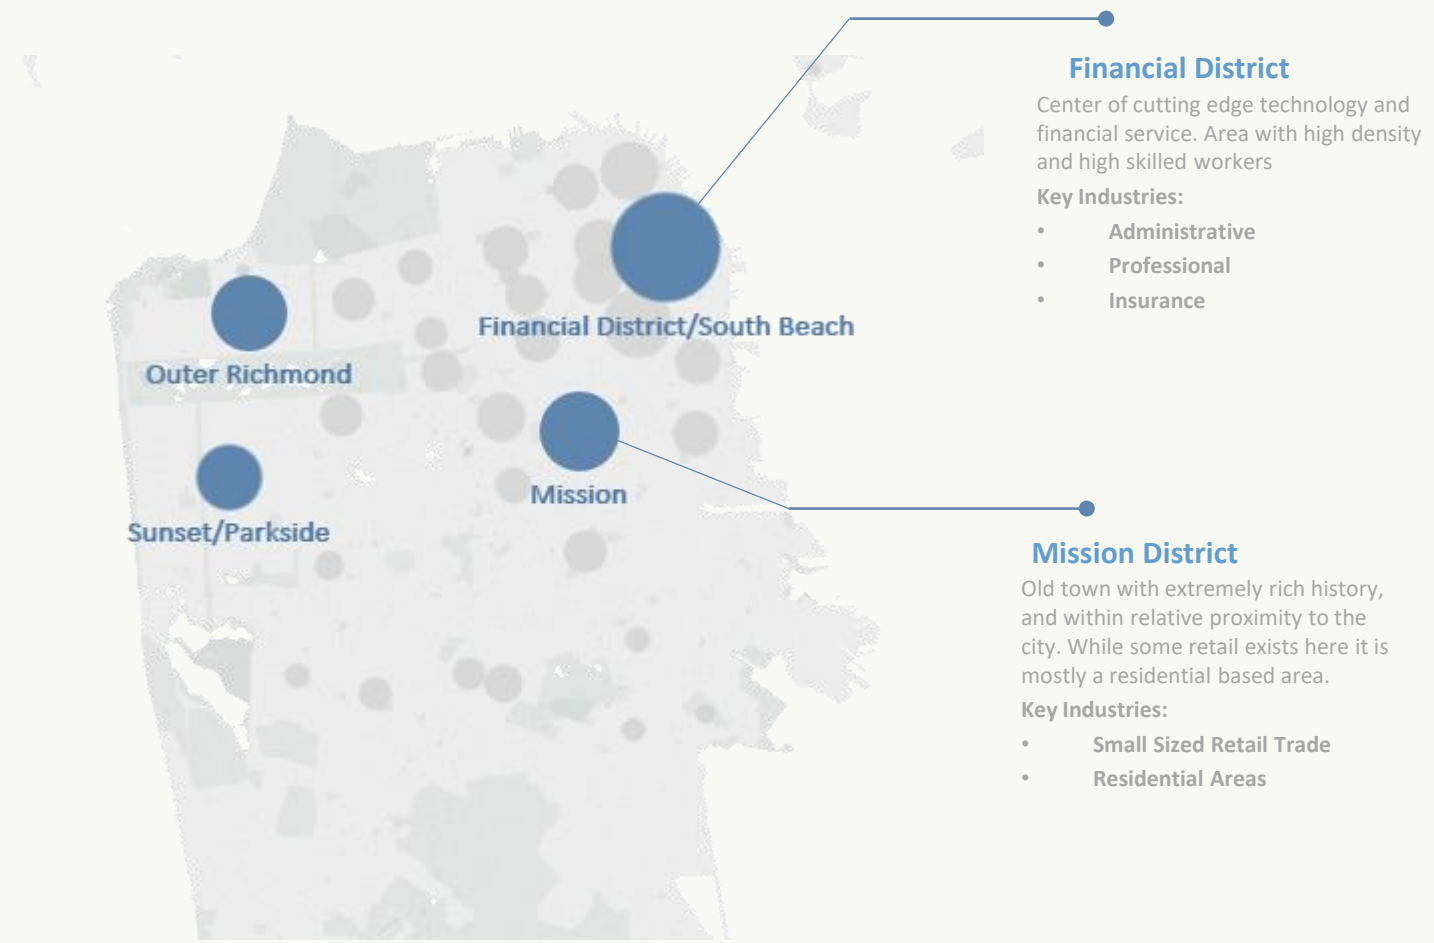 Financial District
Center of cutting edge technology and
financial service. Area with high density
and high skilled workers
Key Industries:
• Administrative
• Professional
• Insurance
Financial District/South Beach
Outer Richmond
Mission
Sunset/Parkside
Mission District
Old town with extremely rich history,
and within relative proximity to the
city. While some retail exists here it is
mostly a residential based area.
Key Industries:
• Small Sized Retail Trade
• Residential Areas